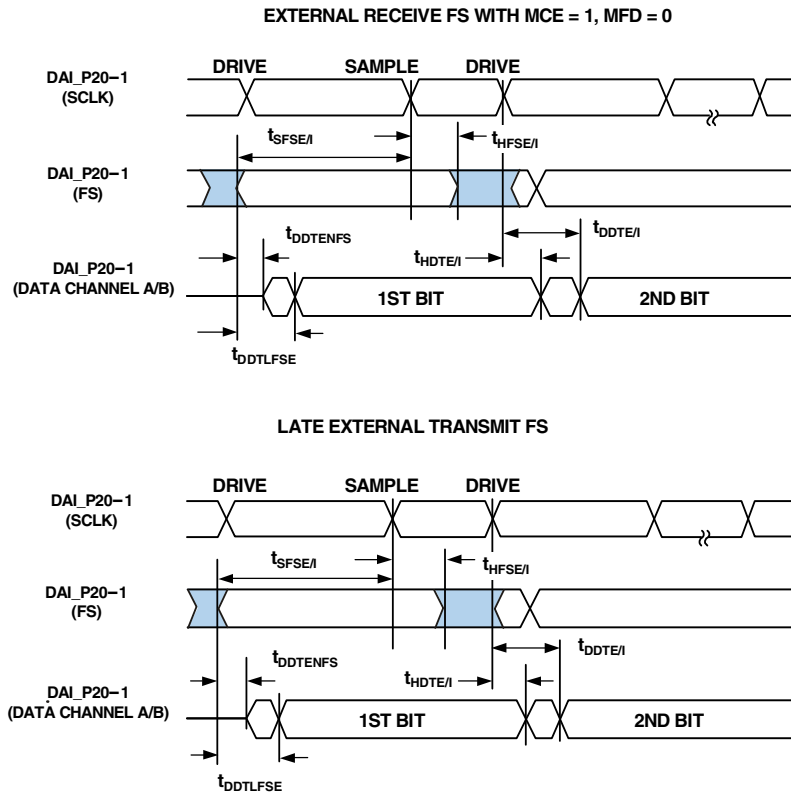 EXTERNAL RECEIVE FS WITH MCE = 1, MFD = 0
DRIVE SAMPLE DRIVE
DAI_P20–1
(SCLK)
tSFSE/I tHFSE/I
DAI_P20–1
(FS)
tDDTENFS tHDTE/I tDDTE/I
DAI_P20–1
(DATA CHANNEL A/B)
1ST BIT 2ND BIT
tDDTLFSE
LATE EXTERNAL TRANSMIT FS
DRIVE SAMPLE DRIVE
DAI_P20–1
(SCLK)
tSFSE/I tHFSE/I
DAI_P20–1
(FS)
tDDTENFS tHDTE/I tDDTE/I
DAI_P20–1
(DATA CHANNEL A/B)
1ST BIT 2ND BIT
tDDTLFSE